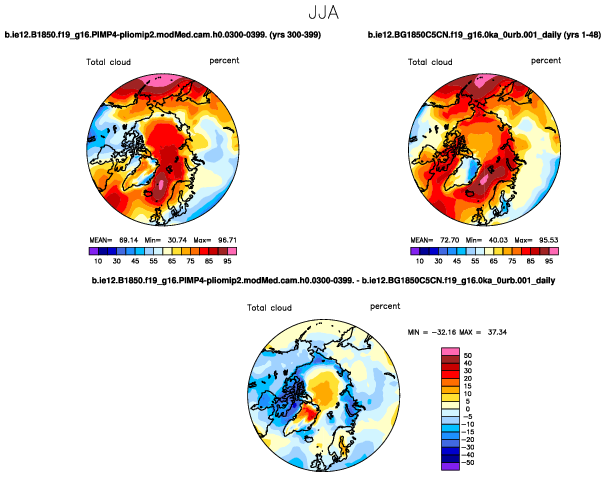 JJA
b.ie12.B1850.f19_g16.PIMP4-pliomip2.modMed.cam.h0.0300-0399. (yrs 300-399)
b.ie12.BG1850C5CN.f19_g16.0ka_0urb.001_daily (yrs 1-48)
Total cloud percent
Total cloud percent
MEAN= 69.14 Min= 30.74 Max= 96.71
MEAN= 72.70 Min= 40.03 Max= 95.53
10 30 45 55 65 75 85 95
10 30 45 55 65 75 85 95
b.ie12.B1850.f19_g16.PIMP4-pliomip2.modMed.cam.h0.0300-0399. - b.ie12.BG1850C5CN.f19_g16.0ka_0urb.001_daily
Total cloud percent
MIN = -32.16 MAX = 37.34
50
40
30
20
15
10
5
0
-5
-10
-15
-20
-30
-40
-50